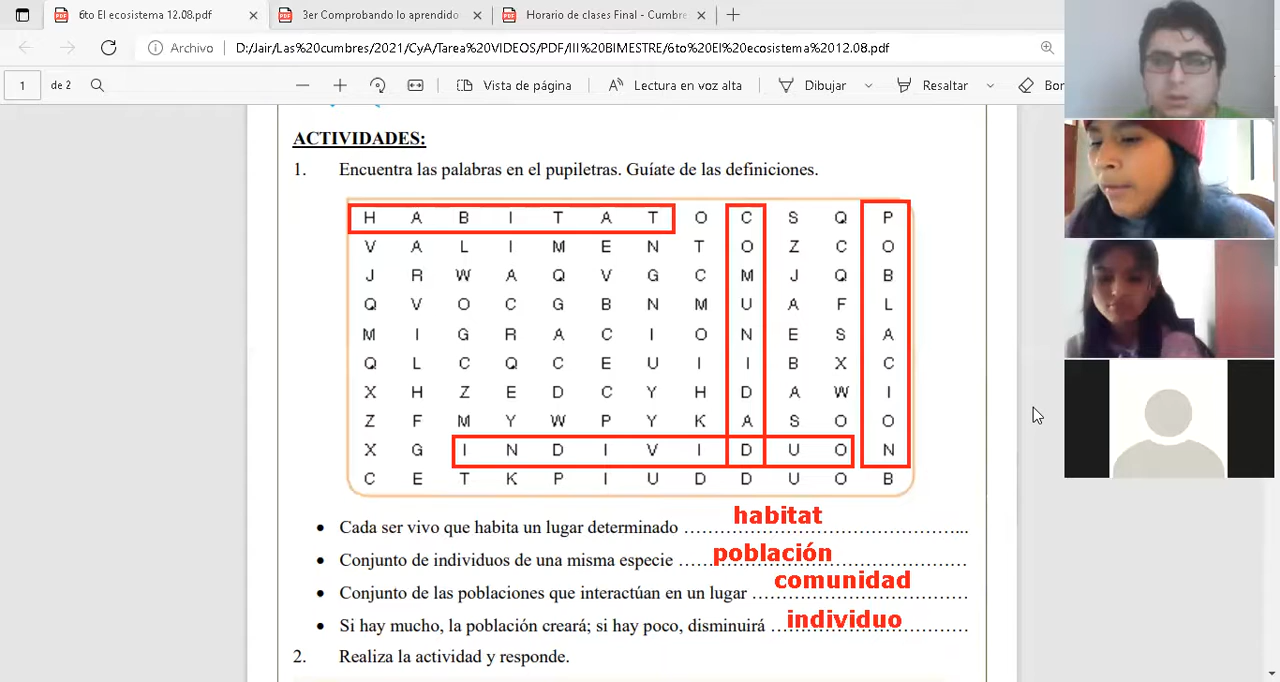 6to El ecosistema 12.08.pdf
3er Comprobando lo aprendido
Horario de clases Final - Cumbre
Archivo
D:/Jair/Las%20cumbres/2021/CyA/Tarea%20VIDEOS/PDF/III%20BIMESTRE/6to%20El%20ecosistema%2012.08.pdf
1 de 2
Vista de página
Lectura en voz alta
Dibujar
Resaltar
Bor
ACTIVIDADES:
1. Encuentra las palabras en el pupiletras. Guíate de las definiciones.
H A B I T A T O C S Q P
V A L I M E N T O Z C O
J R W A Q V G C M J Q B
Q V O C G B N M U A F L
M I G R A C I O N E S A
Q L C Q C E U I I B X C
X H Z E D C Y H D A W I
Z F M Y W P Y K A S O O
X G I N D I V I D U O N
C E T K P I U D D U O B
• Cada ser vivo que habita un lugar determinado ………………………………………... habitat
• Conjunto de individuos de una misma especie ………………………………………… población
• Conjunto de las poblaciones que interactúan en un lugar ……………………………… comunidad
• Si hay mucho, la población creará; si hay poco, disminuirá …………………………… individuo
2. Realiza la actividad y responde.